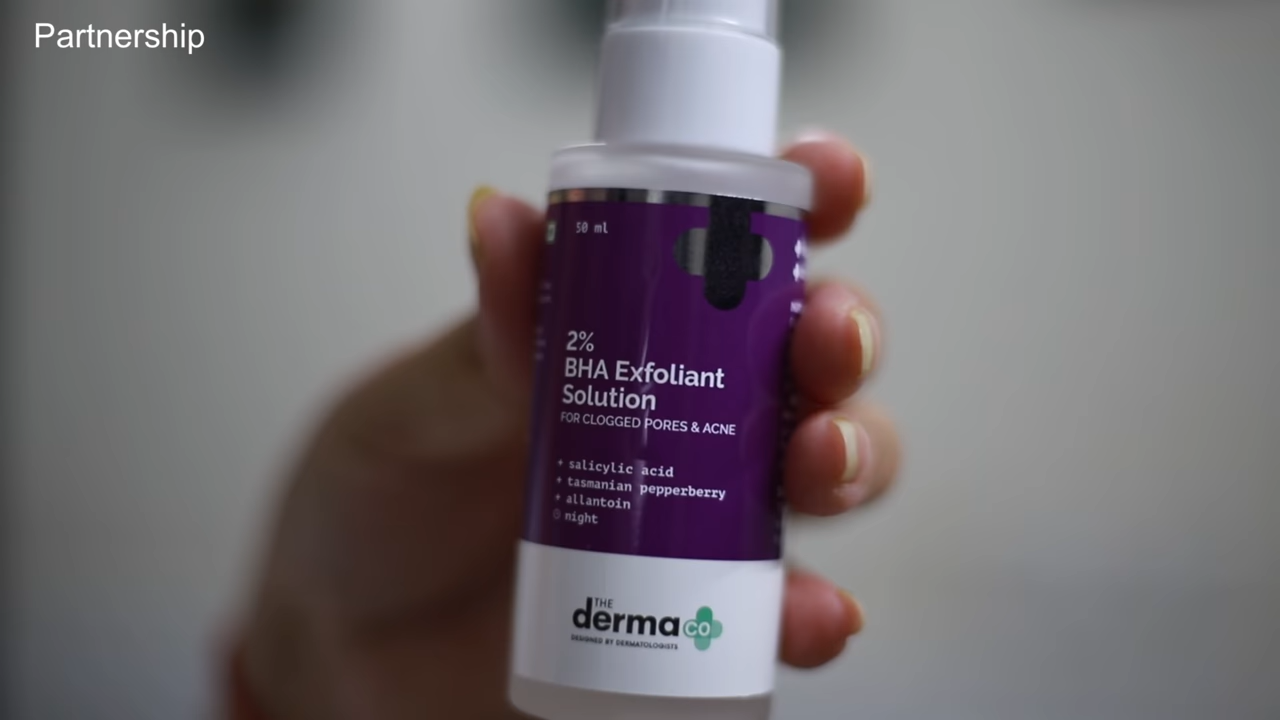 Partnership
50 ml
2%
BHA Exfoliant
Solution
FOR CLOGGED PORES & ACNE
+ salicylic acid
+ tasmanian pepperberry
+ allantoin
night
THE
derma co
DESIGNED BY DERMATOLOGISTS